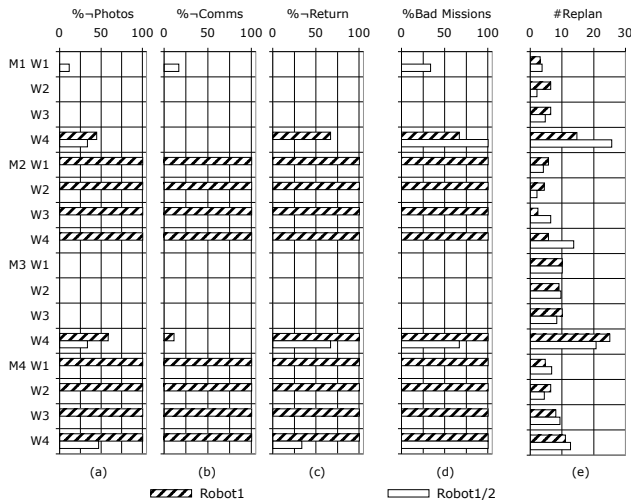 %¬Photos %¬Comms %¬Return %Bad Missions #Replan
0 50 100 0 50 100 0 50 100 0 50 100 0 10 20 30
M1 W1
W2
W3
W4
M2 W1
W2
W3
W4
M3 W1
W2
W3
W4
M4 W1
W2
W3
W4
(a) (b) (c) (d) (e)
Robot1 Robot1/2